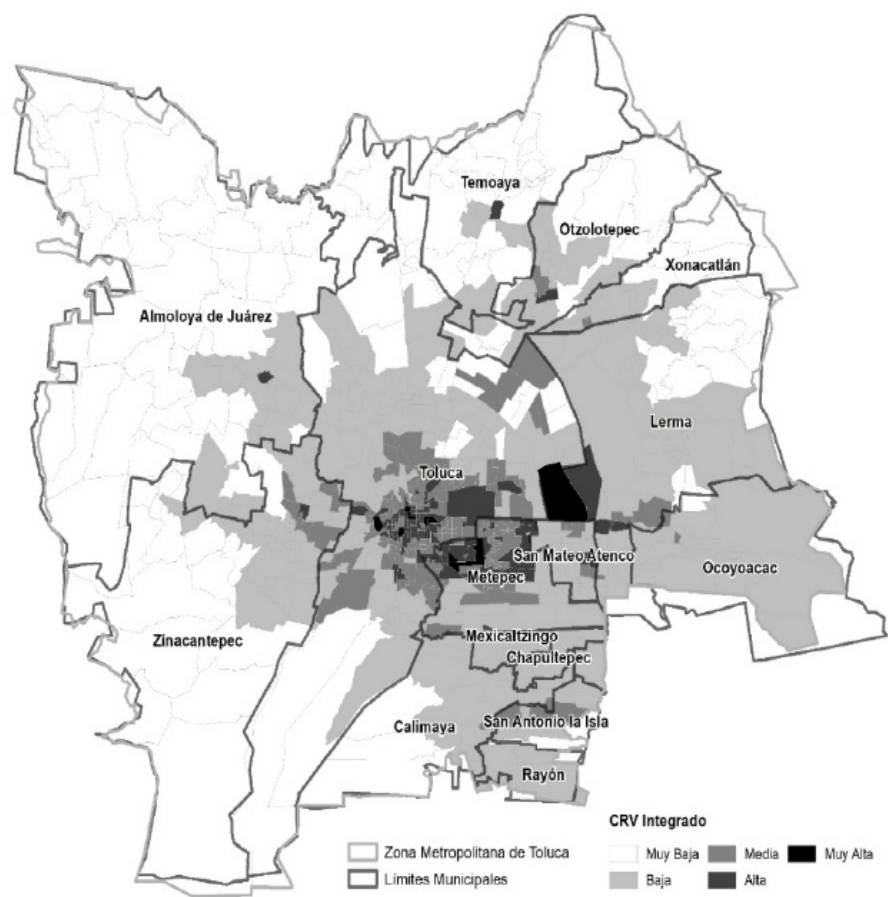 Temoaya
Otzolotepec
Xonacatlán
Almoloya de Juárez
Lerma
Toluca
San Mateo Atenco
Ocoyoacac
Metepec
Zinacantepec
Mexicaltzingo
Chapultepec
Calimaya
San Antonio la Isla
Rayón
CRV Integrado
Zona Metropolitana de Toluca
Muy Baja
Media
Muy Alta
Límites Municipales
Baja
Alta